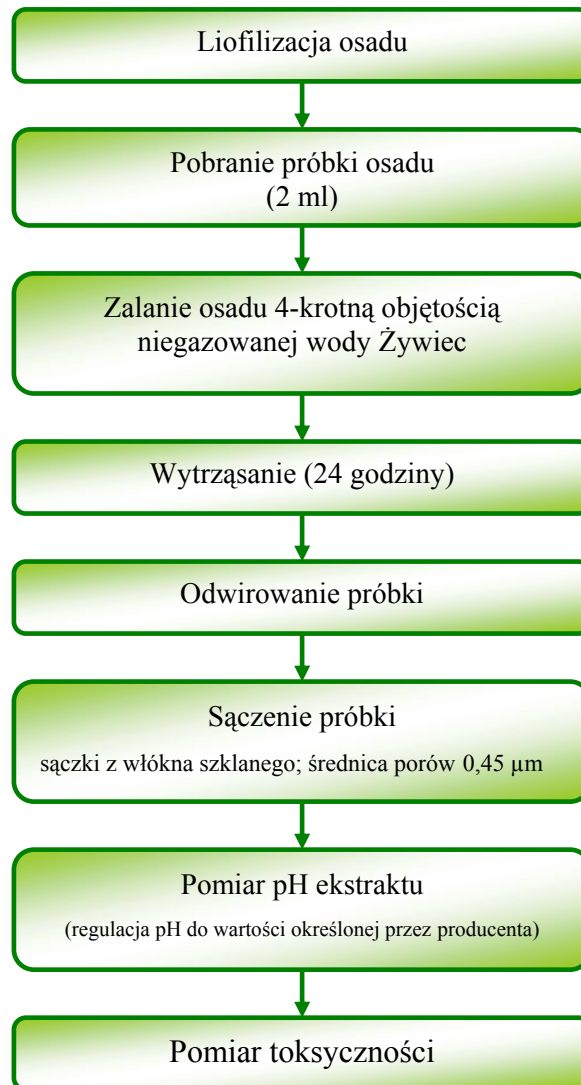 Liofilizacja osadu
Pobranie próbki osadu
(2 ml)
Zalanie osadu 4-krotną objętością
niegazowanej wody Żywiec
Wytrząsanie (24 godziny)
Odwirowanie próbki
Sączenie próbki
sączki z włókna szklanego; średnica porów 0,45 µm
Pomiar pH ekstraktu
(regulacja pH do wartości określonej przez producenta)
Pomiar toksyczności